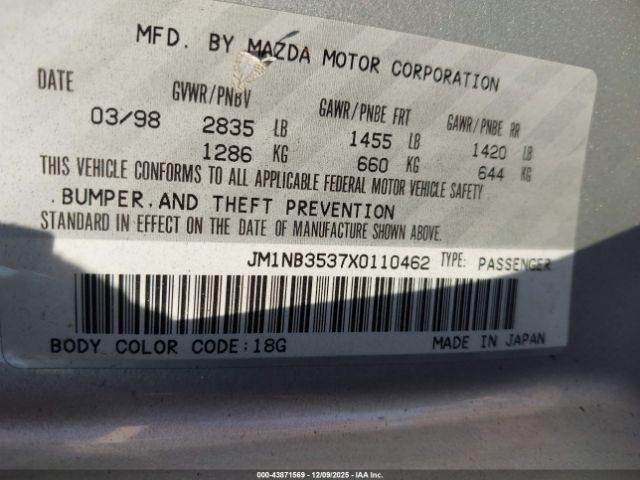 MFD. BY MAZDA MOTOR CORPORATION
DATE GVWR/PNBV GAWR/PNBE FRT GAWR/PNBE RR
03/98 2835 LB 1455 LB 1420 LB
1286 KG 660 KG 644 KG
THIS VEHICLE CONFORMS TO ALL APPLICABLE FEDERAL MOTOR VEHICLE SAFETY
. BUMPER. AND THEFT PREVENTION
STANDARD IN EFFECT ON THE DATE OF MANUFACTURE SHOWN ABOVE.
JM1NB3537X0110462 TYPE: PASSENGER
BODY COLOR CODE:18G MADE IN JAPAN
000-43871569 - 12/09/2025 - IAAI.COM